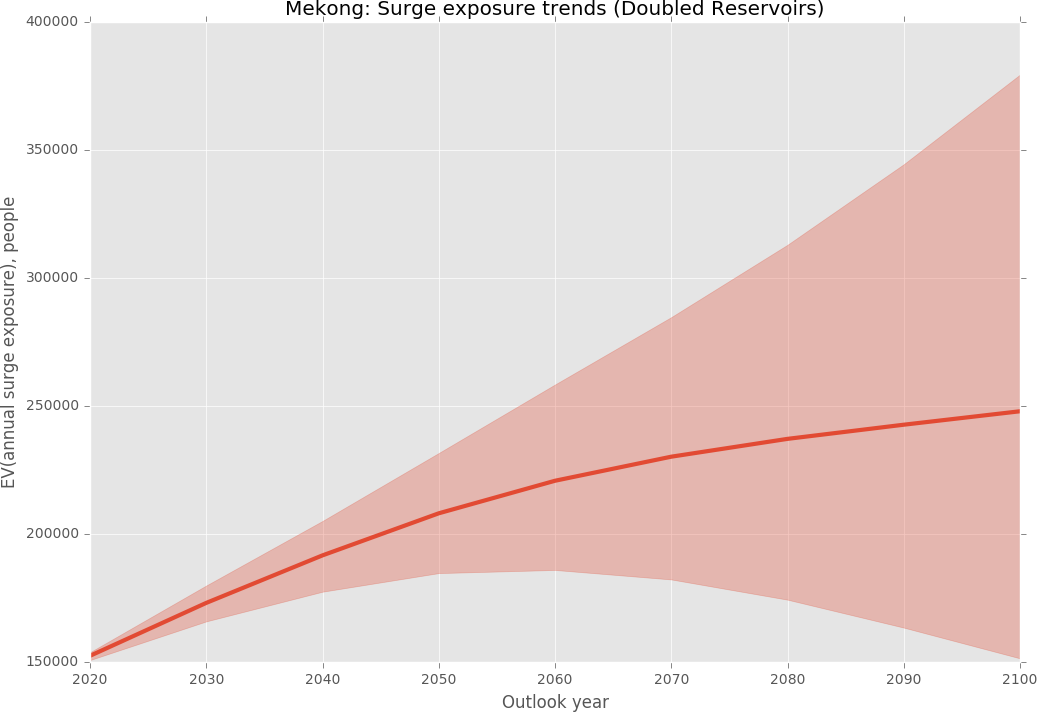 Mekong: Surge exposure trends (Doubled Reservoirs)
EV(annual surge exposure), people
400000
350000
300000
250000
200000
150000
2020 2030 2040 2050 2060 2070 2080 2090 2100
Outlook year